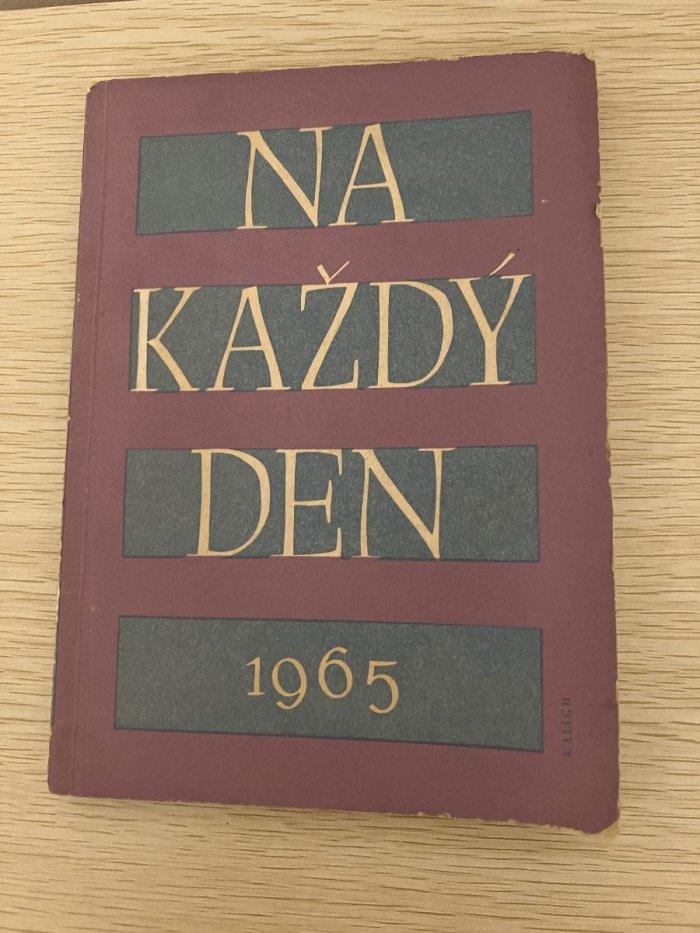 NA
KAŽDÝ
DEN
1965
KALICH